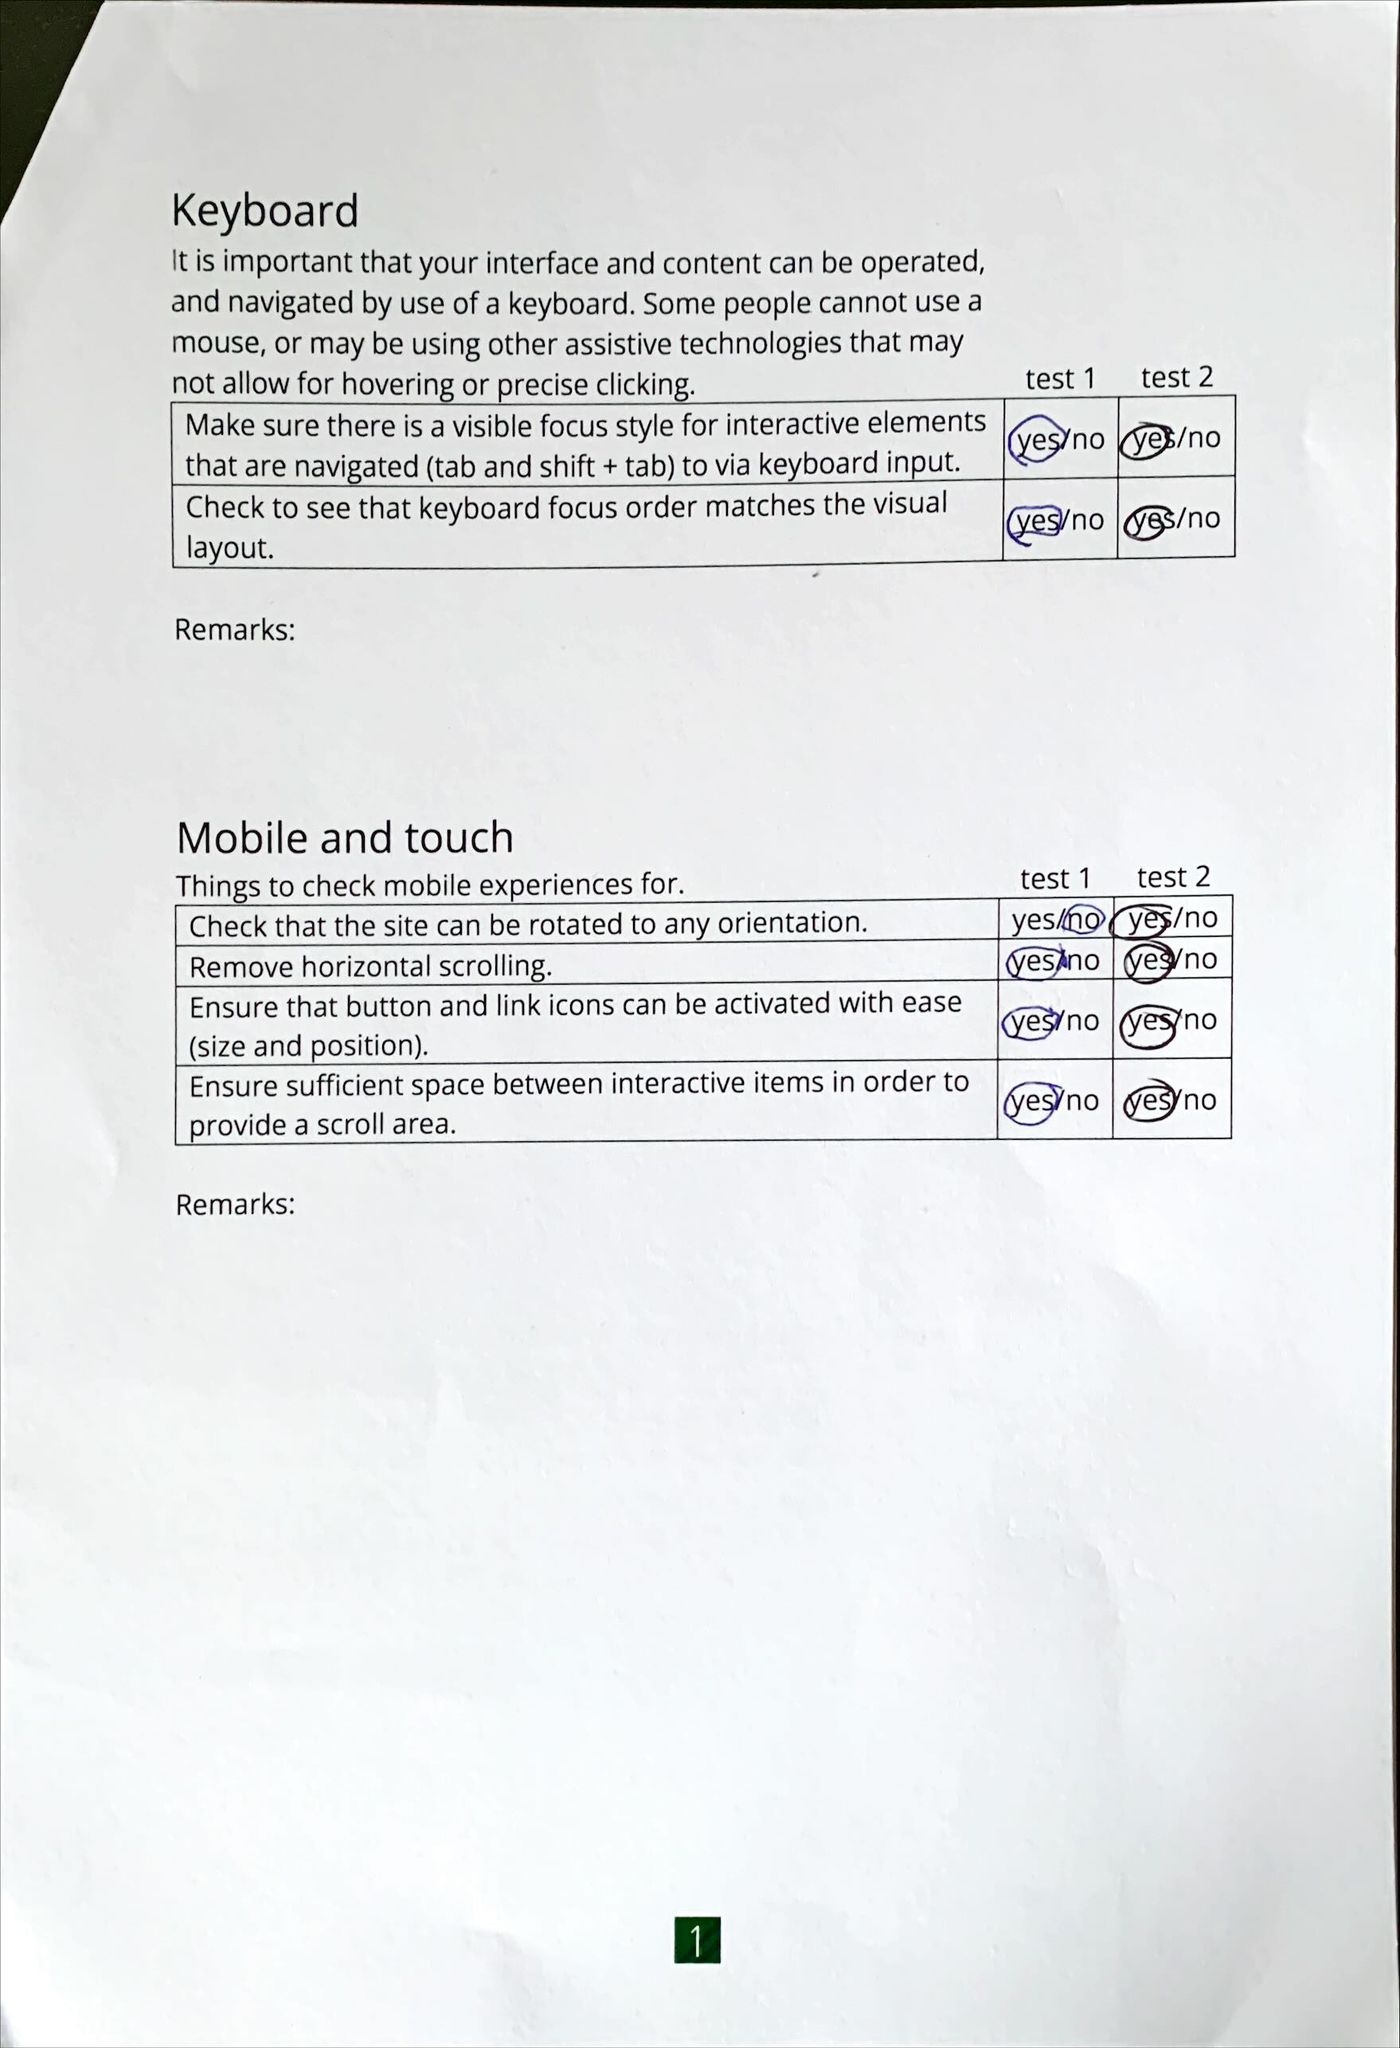 Keyboard
It is important that your interface and content can be operated,
and navigated by use of a keyboard. Some people cannot use a
mouse, or may be using other assistive technologies that may
not allow for hovering or precise clicking. test 1 test 2
Make sure there is a visible focus style for interactive elements
that are navigated (tab and shift + tab) to via keyboard input. yes/no yes/no
Check to see that keyboard focus order matches the visual
layout. yes/no yes/no
Remarks:
Mobile and touch
Things to check mobile experiences for. test 1 test 2
Check that the site can be rotated to any orientation. yes/no yes/no
Remove horizontal scrolling. yes/no yes/no
Ensure that button and link icons can be activated with ease
(size and position). yes/no yes/no
Ensure sufficient space between interactive items in order to
provide a scroll area. yes/no yes/no
Remarks:
1